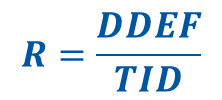 R = DDEF
TID